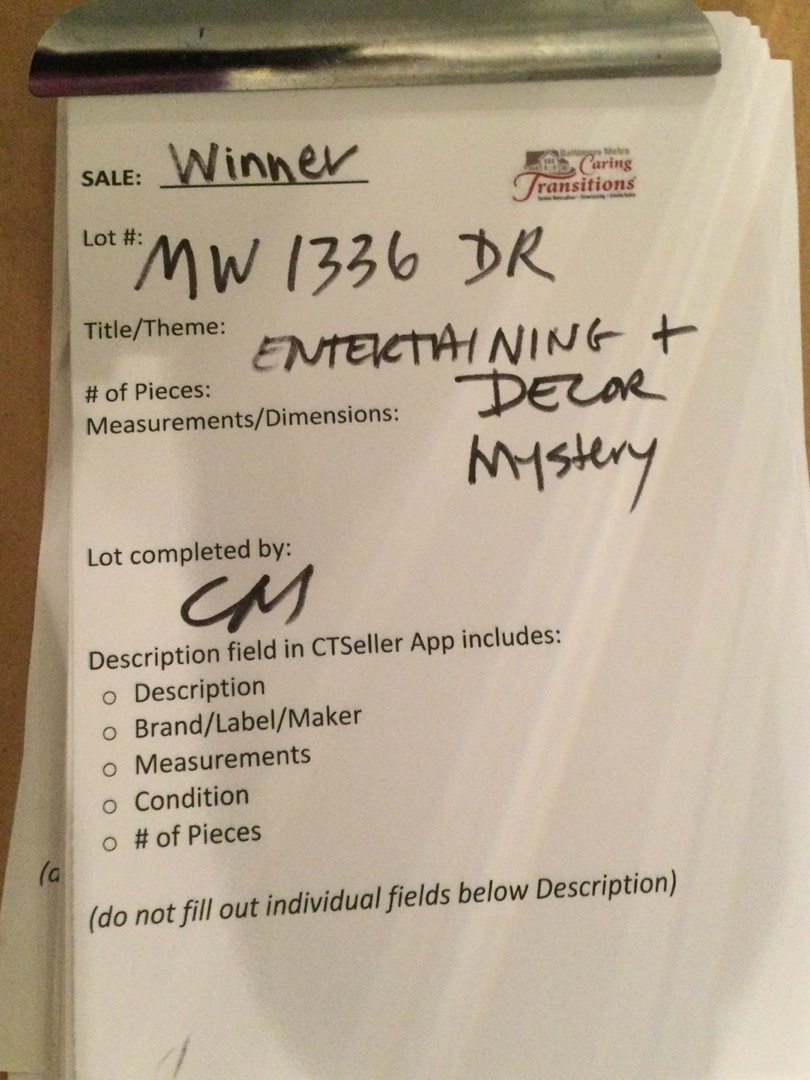 SALE: Winner
Baltimore Metro
Caring
Transitions
Lot #: MW 1336 DR
Title/Theme: ENTERTAINING +
# of Pieces: DECOR
Measurements/Dimensions:
Mystery
Lot completed by:
CM
Description field in CTSeller App includes:
o Description
o Brand/Label/Maker
o Measurements
o Condition
o # of Pieces
(do not fill out individual fields below Description)